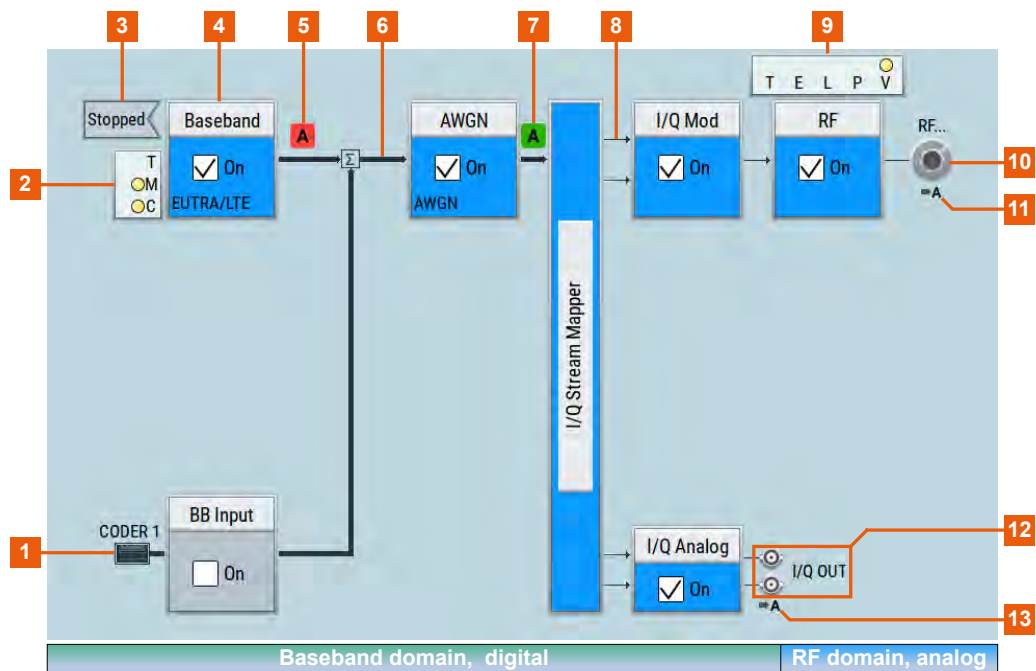 3
4
5
6
7
8
9
T E L P V
Stopped
Baseband
A
AWGN
A
I/Q Mod
RF
RF...
On
Σ
On
On
On
10
2
T
M
C
EUTRA/LTE
AWGN
A
11
I/Q Stream Mapper
BB Input
CODER 1
1
On
I/Q Analog
12
I/Q OUT
On
A
13
Baseband domain, digital
RF domain, analog